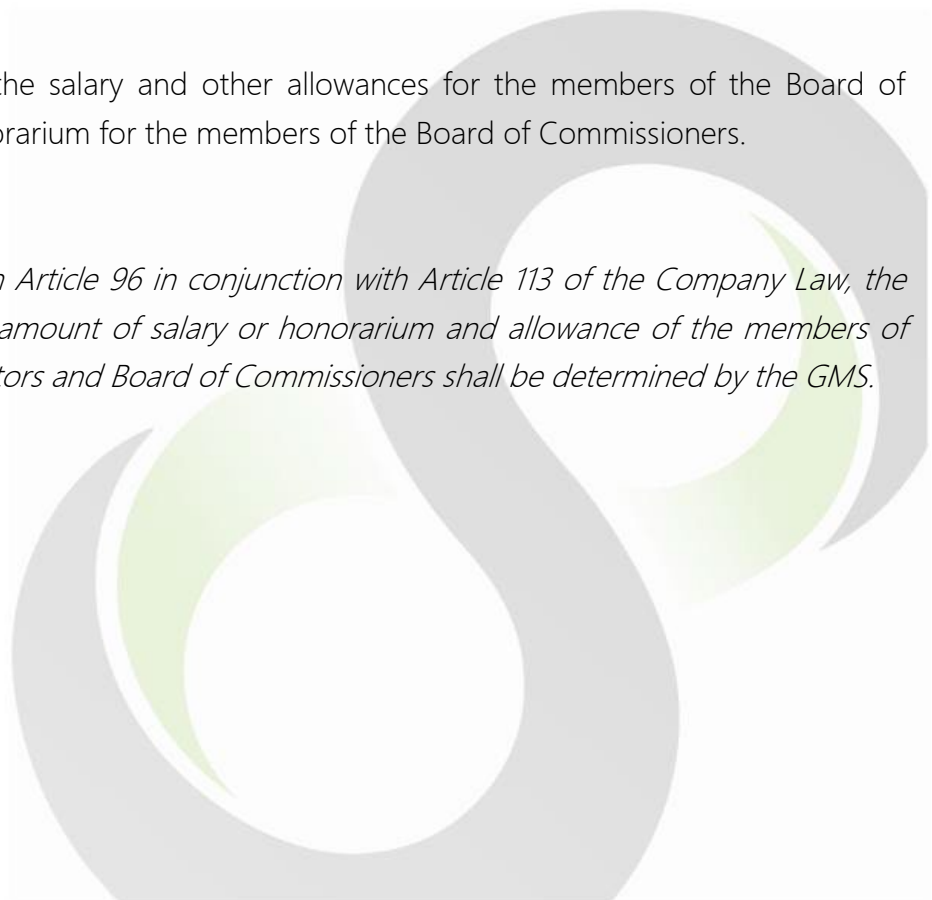 the salary and other allowances for the members of the Board of
orarium for the members of the Board of Commissioners.
Article 96 in conjunction with Article 113 of the Company Law, the
amount of salary or honorarium and allowance of the members of
tors and Board of Commissioners shall be determined by the GMS.